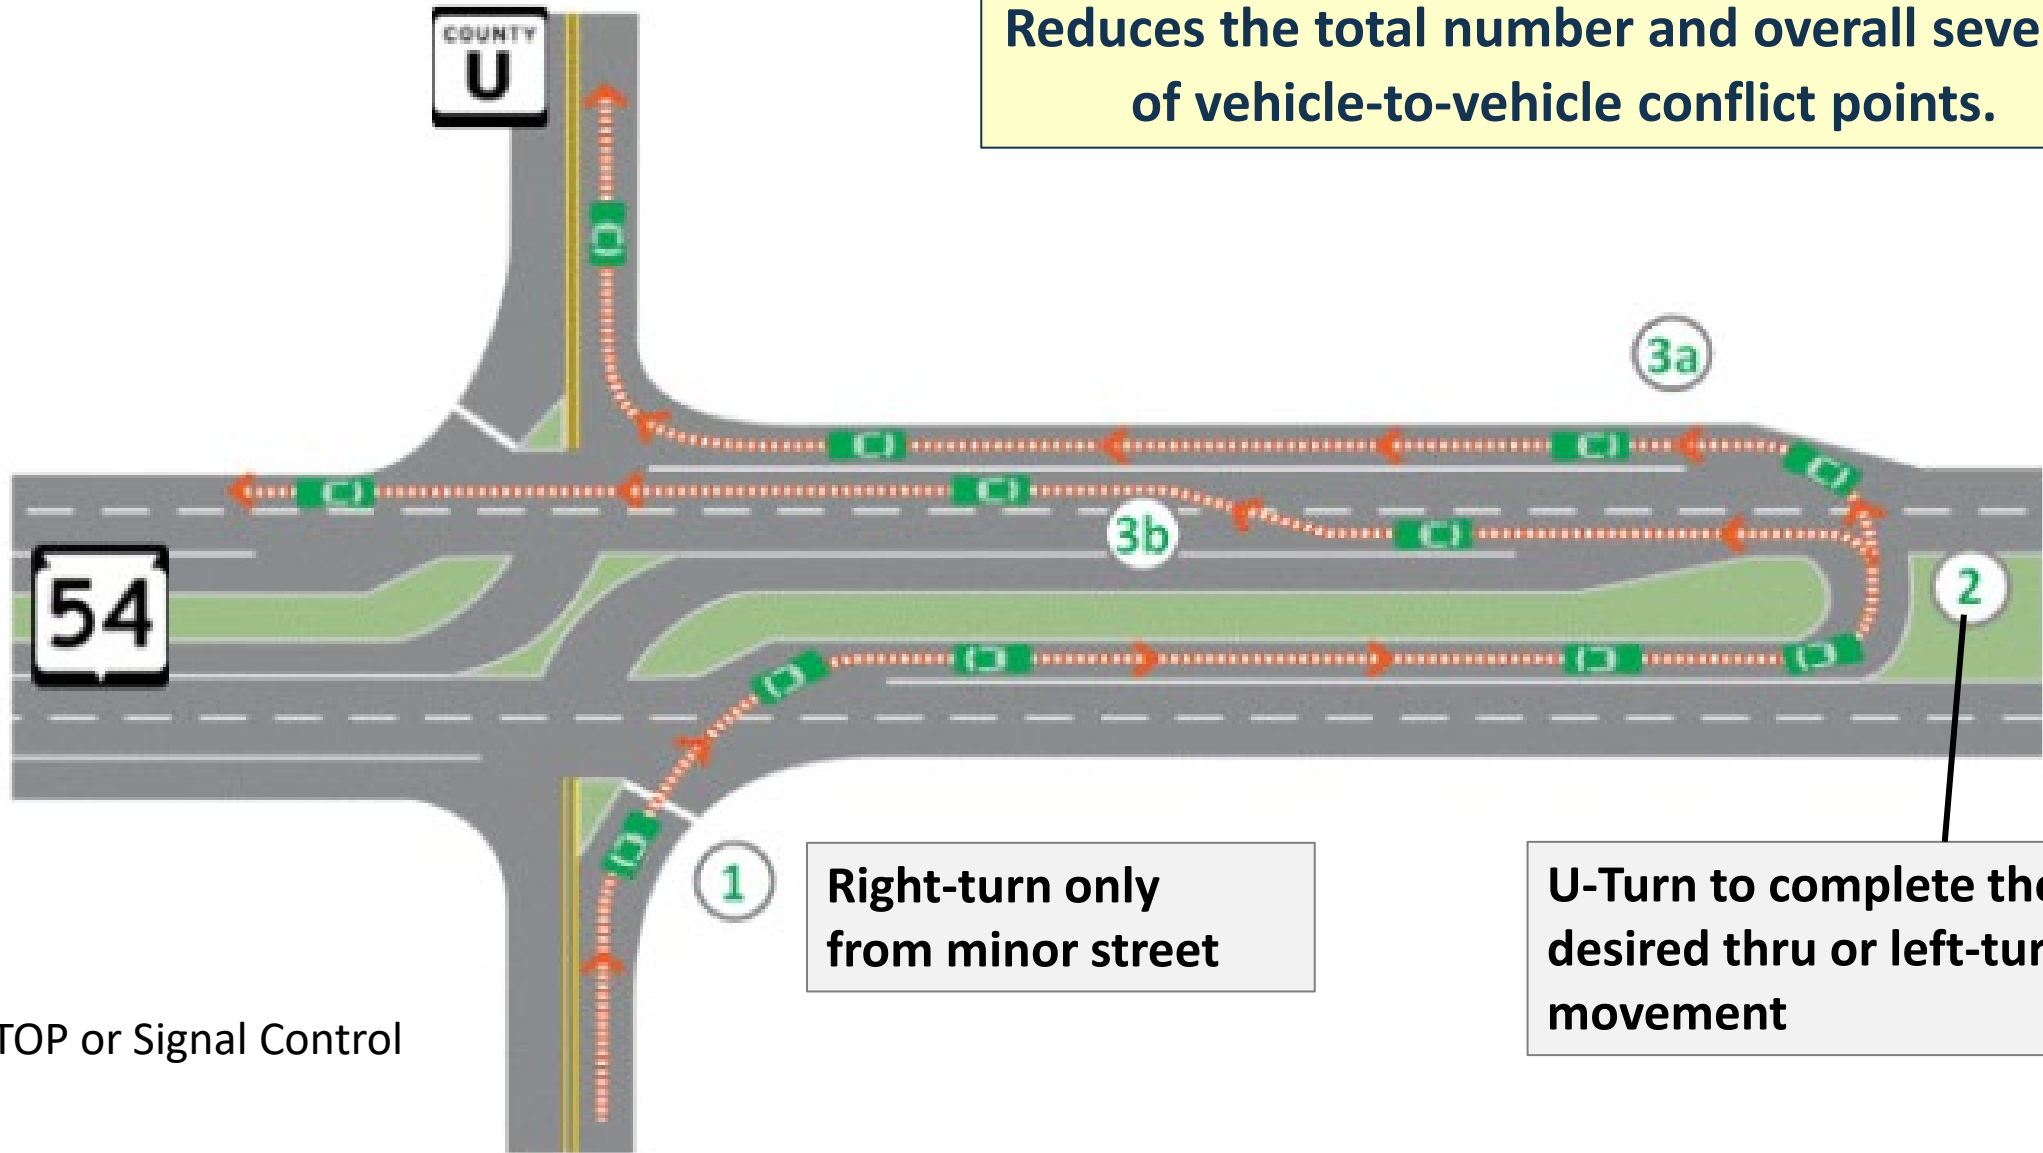 COUNTY
U
Reduces the total number and overall seve
of vehicle-to-vehicle conflict points.
3a
3b
54
2
1
Right-turn only
from minor street
U-Turn to complete the
desired thru or left-tur
movement
TOP or Signal Control